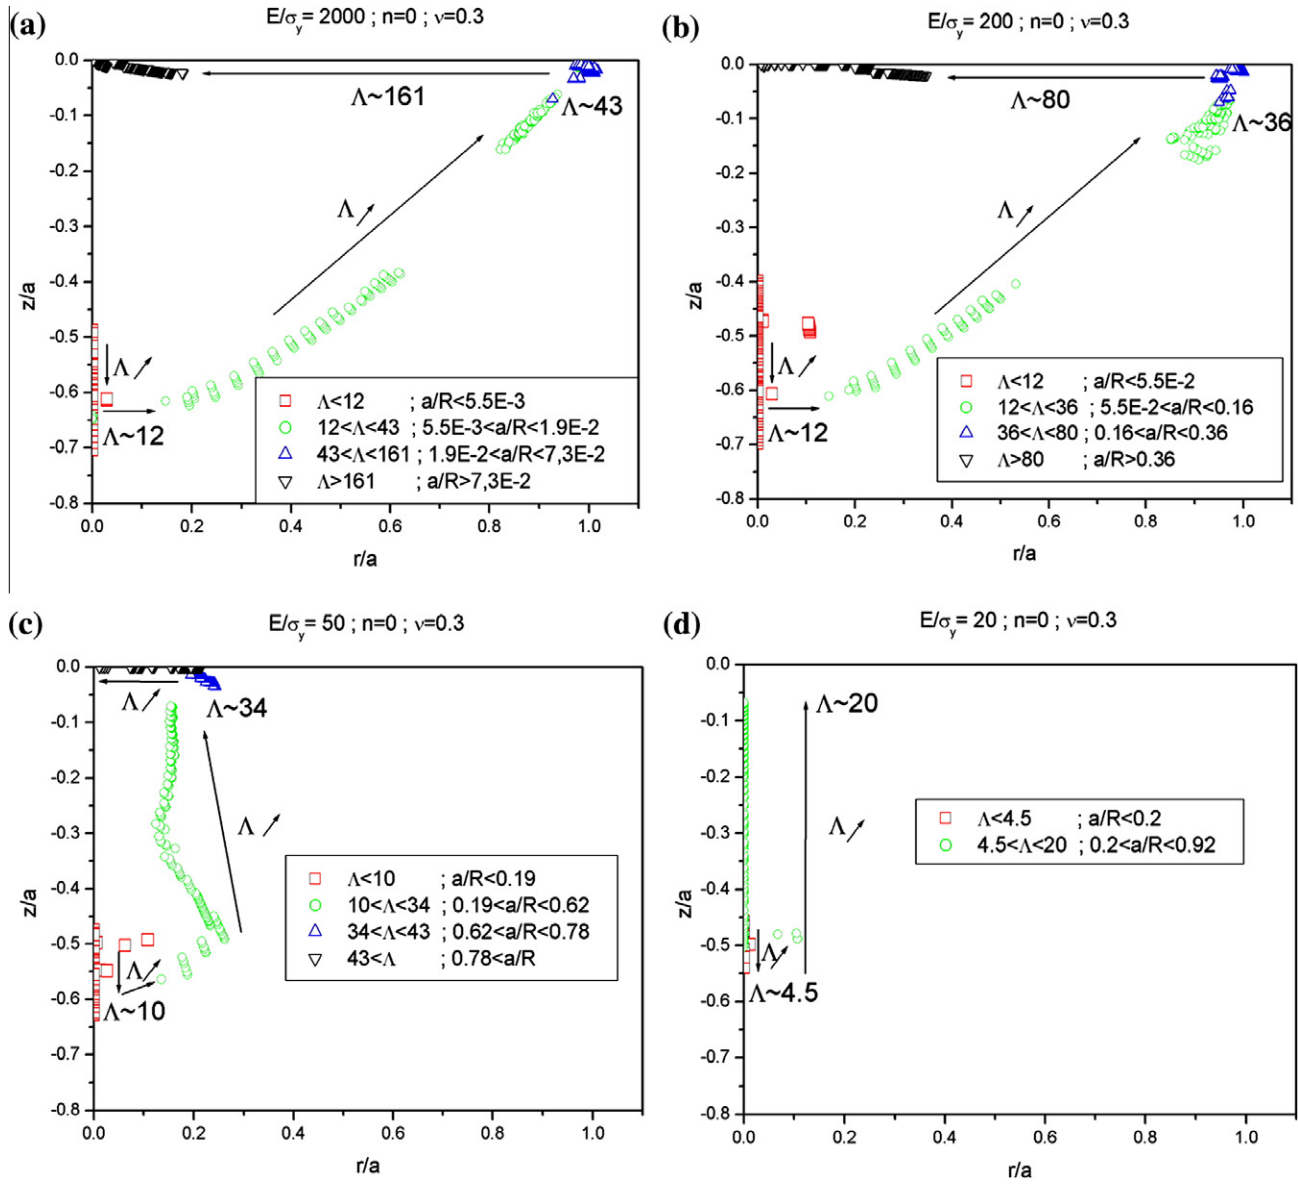 (a) E/σy= 2000 ; n=0 ; ν=0.3
0.0
-0.1
-0.2
-0.3
-0.4
-0.5
-0.6
-0.7
-0.8
z/a
0.0 0.2 0.4 0.6 0.8 1.0
r/a
Λ~161
Λ~43
Λ
Λ
Λ~12
Λ<12 ; a/R<5.5E-3
12<Λ<43 ; 5.5E-3<a/R<1.9E-2
43<Λ<161 ; 1.9E-2<a/R<7,3E-2
Λ>161 ; a/R>7,3E-2
(b) E/σy= 200 ; n=0 ; ν=0.3
0.0
-0.1
-0.2
-0.3
-0.4
-0.5
-0.6
-0.7
-0.8
z/a
0.0 0.2 0.4 0.6 0.8 1.0
r/a
Λ~80
Λ~36
Λ
Λ
Λ~12
Λ<12 ; a/R<5.5E-2
12<Λ<36 ; 5.5E-2<a/R<0.16
36<Λ<80 ; 0.16<a/R<0.36
Λ>80 ; a/R>0.36
(c) E/σy= 50 ; n=0 ; ν=0.3
0.0
-0.1
-0.2
-0.3
-0.4
-0.5
-0.6
-0.7
-0.8
z/a
0.0 0.2 0.4 0.6 0.8 1.0
r/a
Λ
Λ~34
Λ
Λ
Λ~10
Λ<10 ; a/R<0.19
10<Λ<34 ; 0.19<a/R<0.62
34<Λ<43 ; 0.62<a/R<0.78
43<Λ ; 0.78<a/R
(d) E/σy= 20 ; n=0 ; ν=0.3
0.0
-0.1
-0.2
-0.3
-0.4
-0.5
-0.6
-0.7
-0.8
z/a
0.0 0.2 0.4 0.6 0.8 1.0
r/a
Λ~20
Λ
Λ
Λ~4.5
Λ<4.5 ; a/R<0.2
4.5<Λ<20 ; 0.2<a/R<0.92